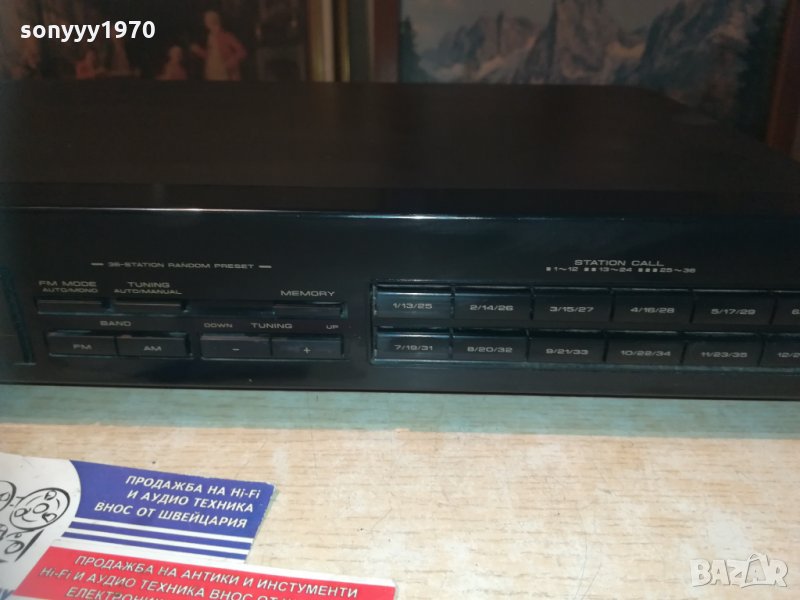 sonyyy1970
36-STATION RANDOM PRESET
STATION CALL
1~12 13~24 25~36
FM MODE
AUTO/MONO
TUNING
AUTO/MANUAL
MEMORY
1/13/25 2/14/26 3/15/27 4/16/28 5/17/29
BAND
DOWN TUNING UP
FM AM - +
7/19/31 8/20/32 9/21/33 10/22/34 11/23/35
ПРОДАЖБА НА Hi-Fi
И АУДИО ТЕХНИКА
ВНОС ОТ ШВЕЙЦАРИЯ
ПРОДАЖБА НА АНТИКИ И ИНСТУМЕНТИ
Hi-Fi И АУДИО ТЕХНИКА ВНОС ОТ
BAZAR